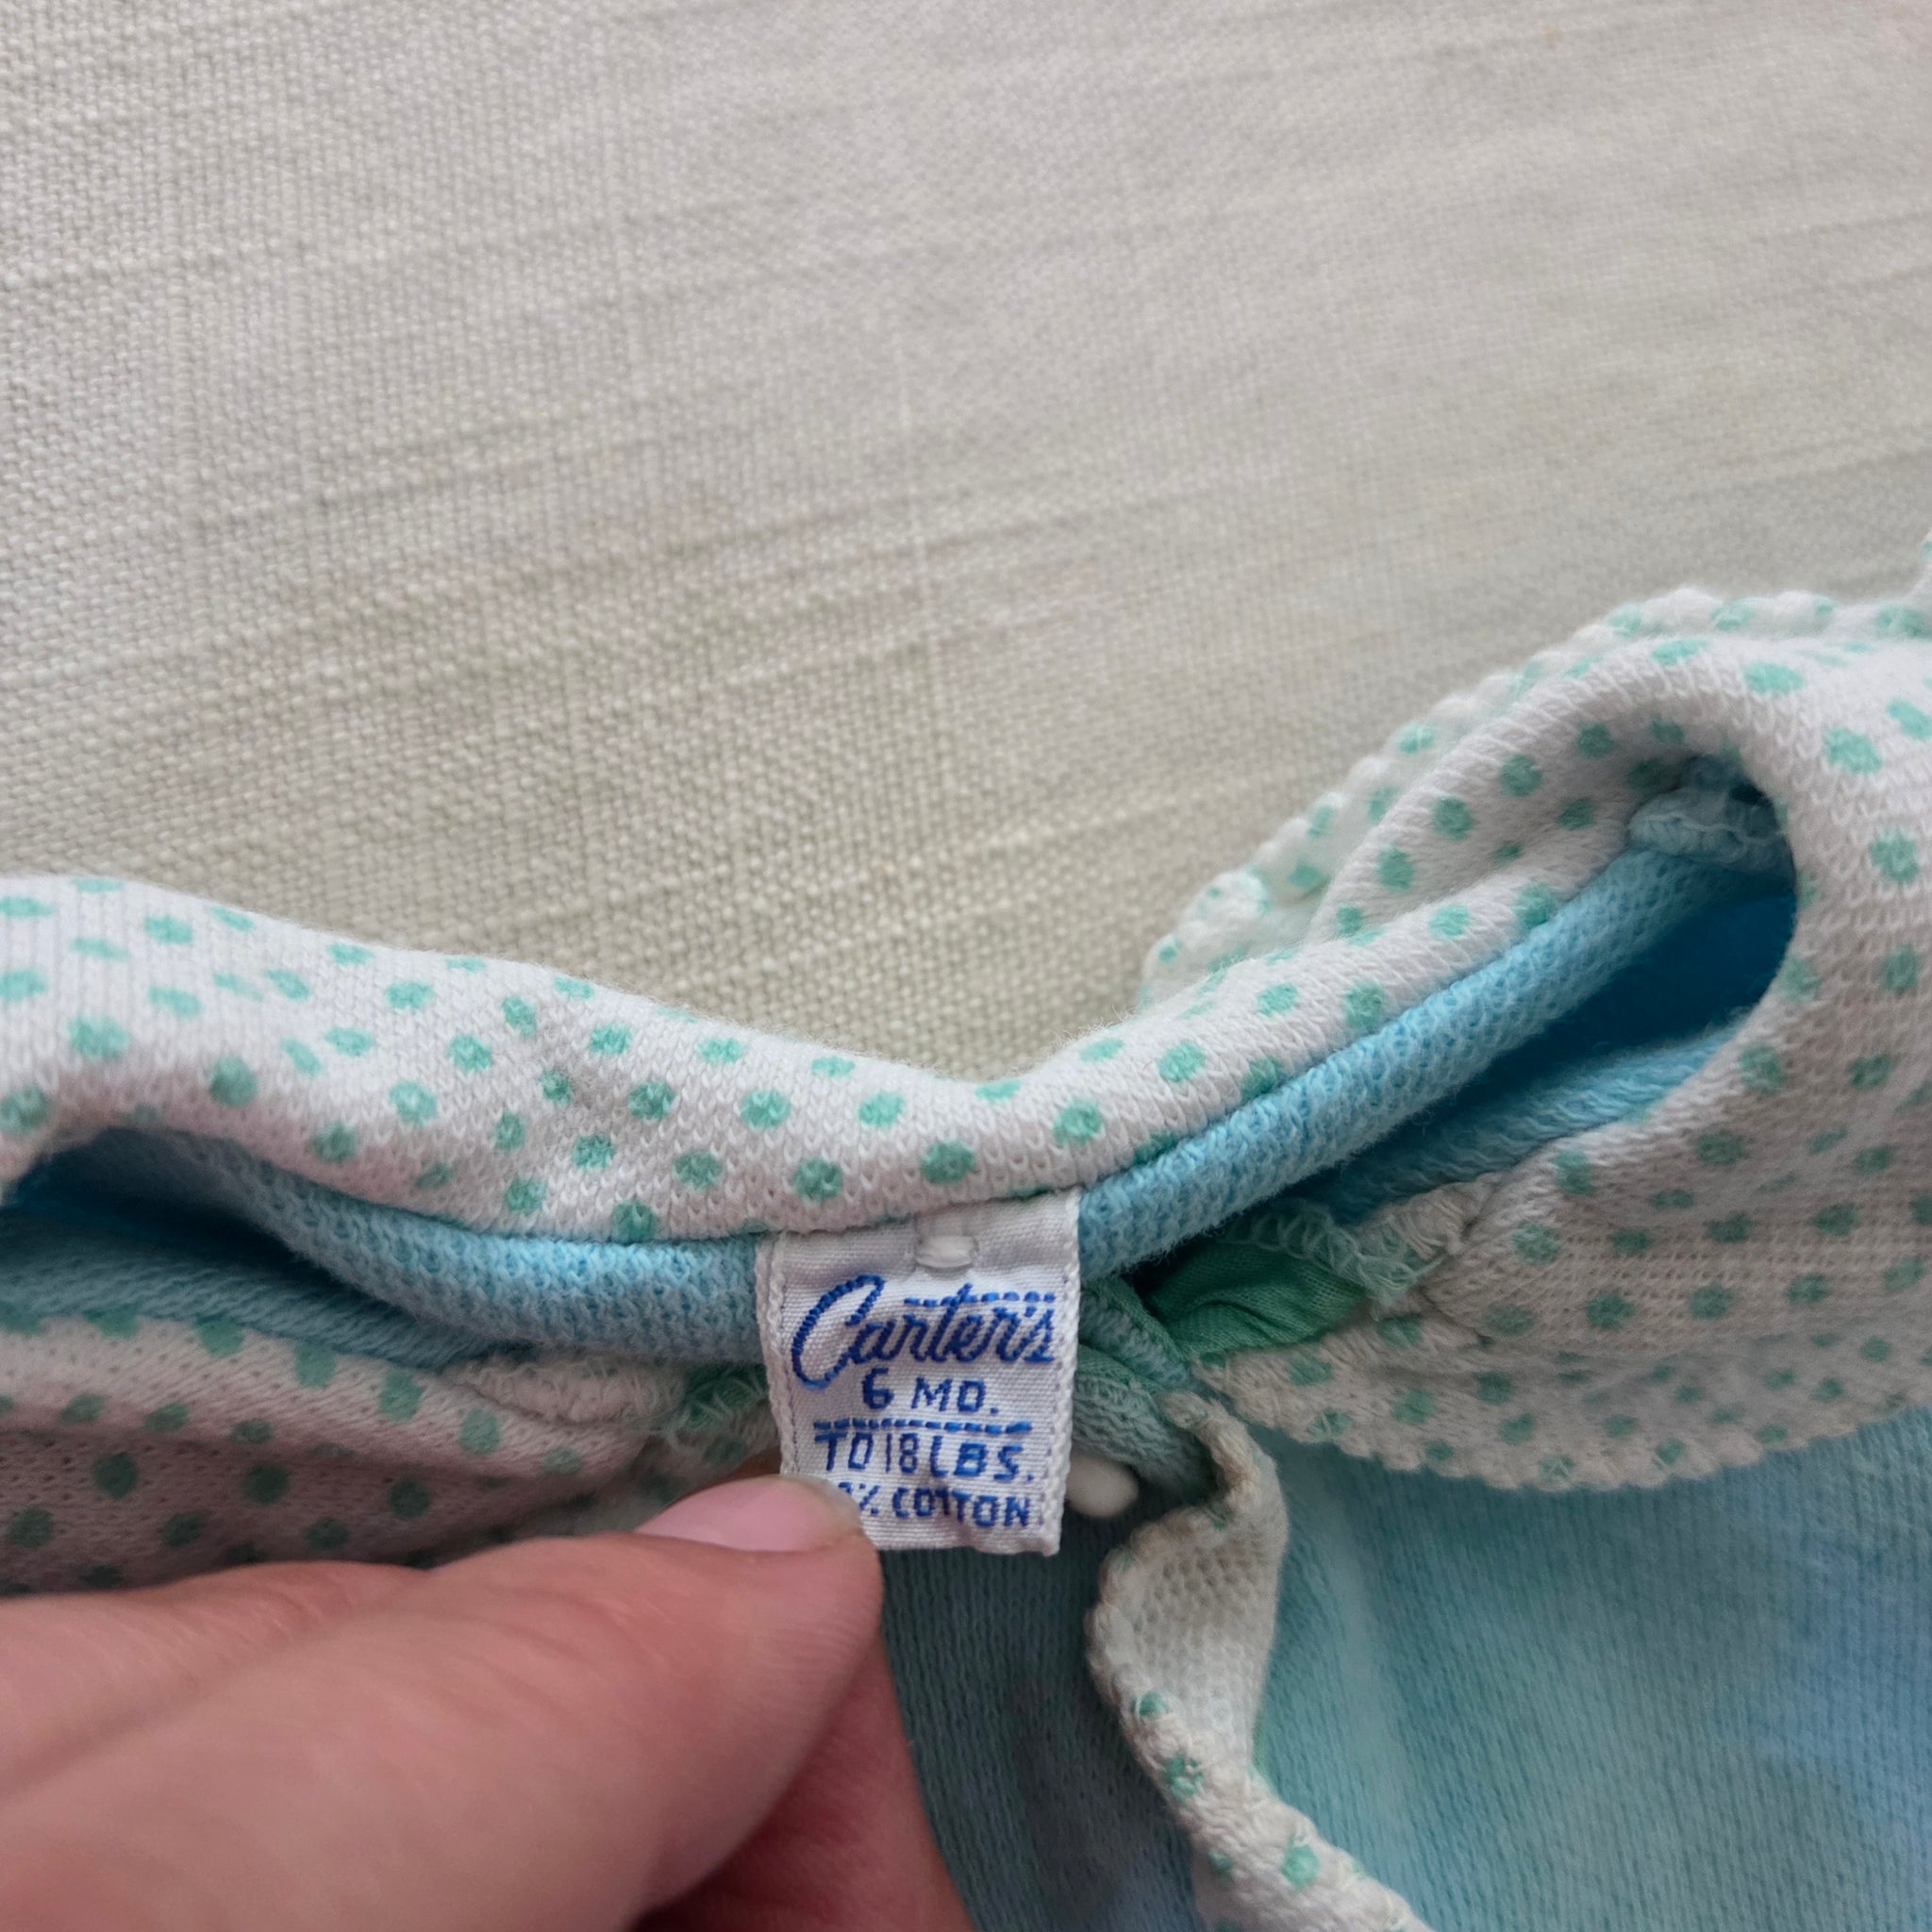 Carter's
6 MO.
TO 18 LBS.
% COTTON